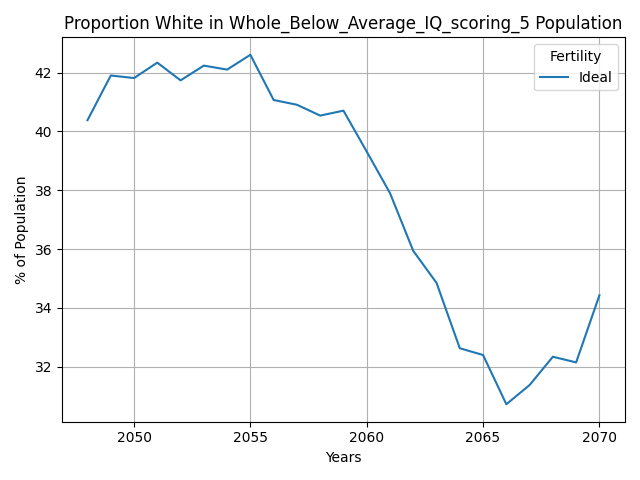 Proportion White in Whole_Below_Average_IQ_scoring_5 Population
Fertility
Ideal
42
40
38
36
34
32
% of Population
2050
2055
2060
2065
2070
Years